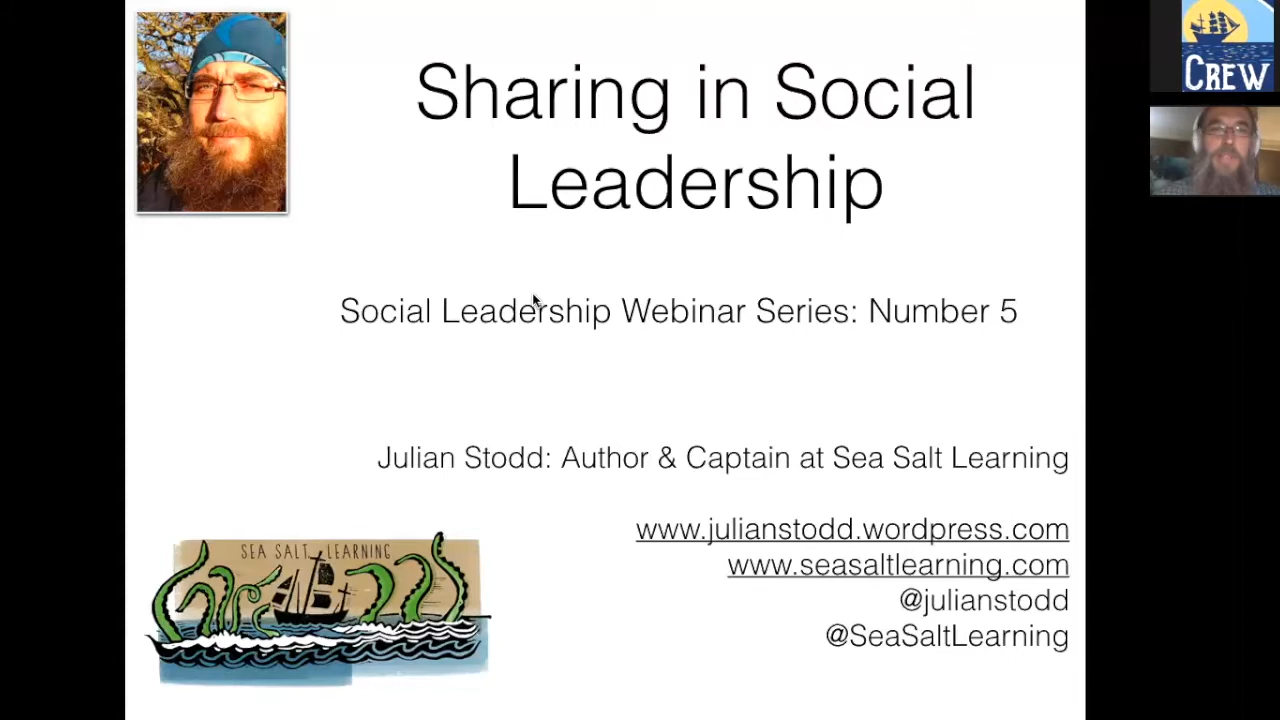 Sharing in Social
Leadership
Social Leadership Webinar Series: Number 5
Julian Stodd: Author & Captain at Sea Salt Learning
www.julianstodd.wordpress.com
www.seasaltlearning.com
@julianstodd
@SeaSaltLearning
SEA SALT LEARNING
CREW